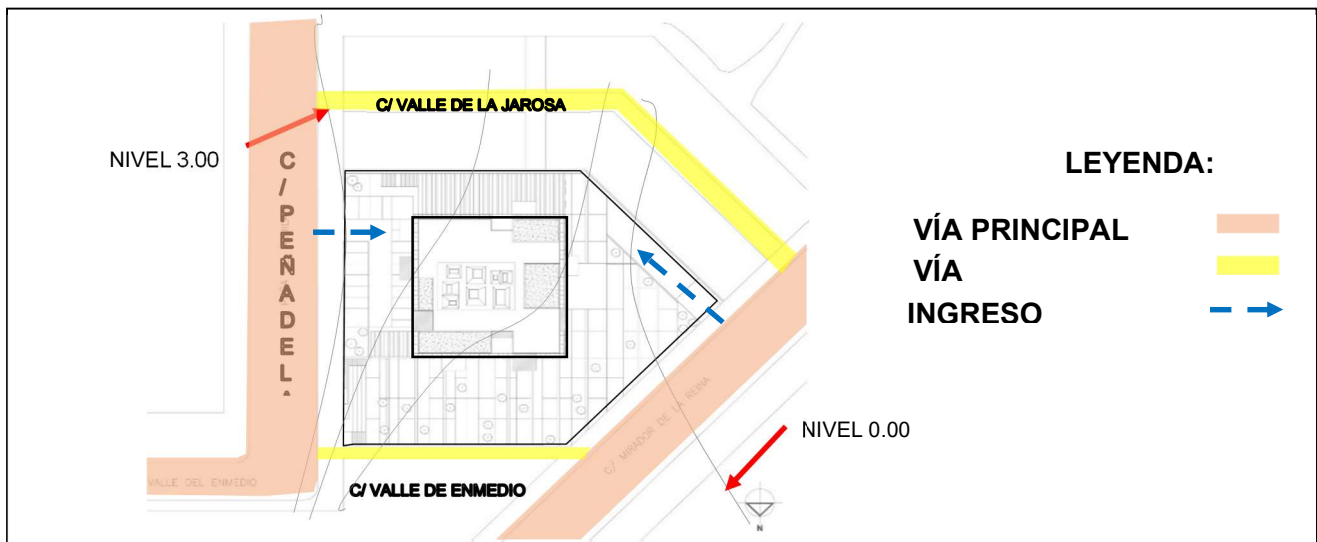 C/ VALLE DE LA JAROSA
NIVEL 3.00
C/PEÑADEL
LEYENDA:
VÍA PRINCIPAL
VÍA
INGRESO
C/ MIRADOR DE LA REINA
NIVEL 0.00
VALLE DEL ENMEDIO
C/ VALLE DE ENMEDIO
N